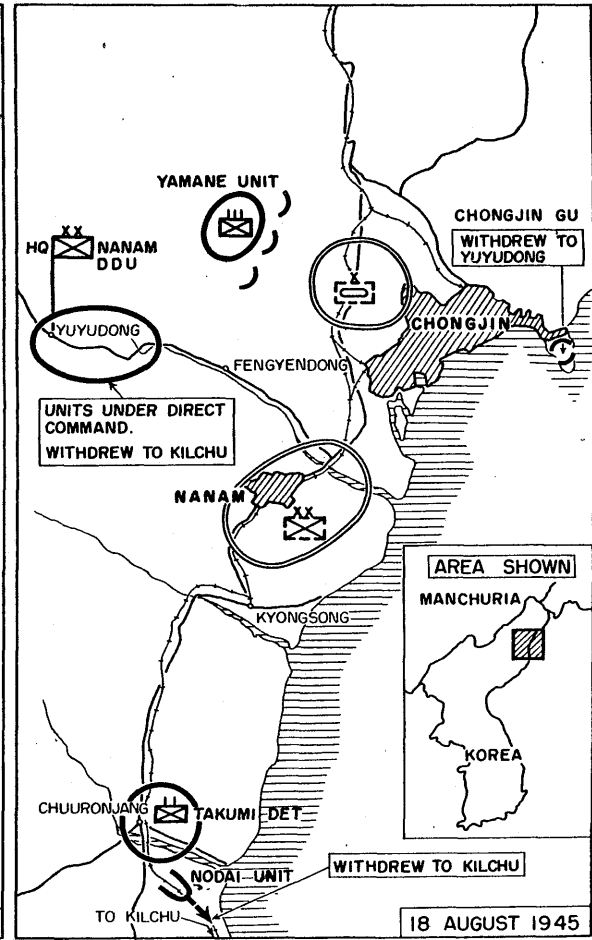 YAMANE UNIT
XX
HQ
NANAM
DDU
III
CHONGJIN GU
WITHDREW TO
YUYUDONG
X
YUYUDONG
CHONGJIN
FENGYENDONG
UNITS UNDER DIRECT
COMMAND.
WITHDREW TO KILCHU
NANAM
XX
AREA SHOWN
MANCHURIA
KYONGSONG
KOREA
II
CHUURONJANG
TAKUMI DET
NODAI UNIT
WITHDREW TO KILCHU
TO KILCHU
18 AUGUST 1945